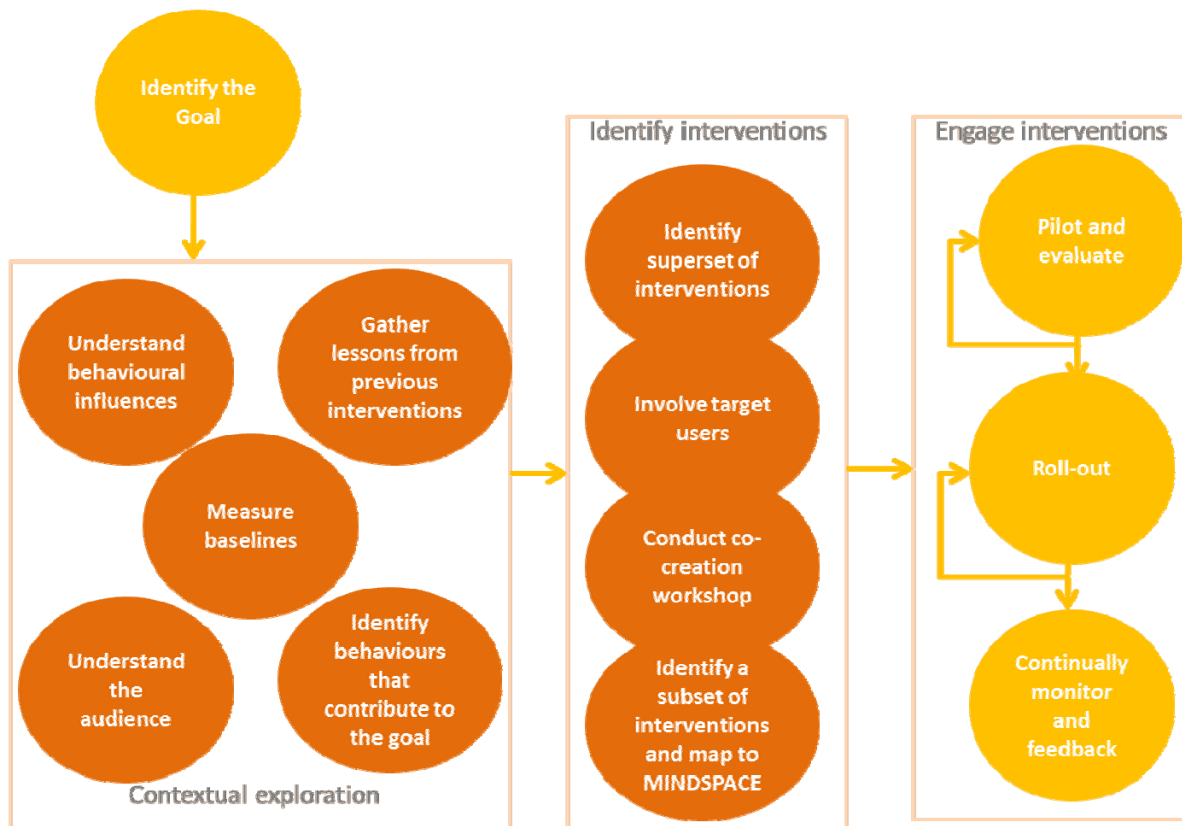 Identify the
Goal
Understand
behavioural
influences
Gather
lessons from
previous
interventions
Measure
baselines
Understand
the
audience
Identify
behaviours
that
contribute to
the goal
Contextual exploration
Identify interventions
Identify
superset of
interventions
Involve target
users
Conduct co-
creation
workshop
Identify a
subset of
interventions
and map to
MINDSPACE
Engage interventions
Pilot and
evaluate
Roll-out
Continually
monitor
and
feedback